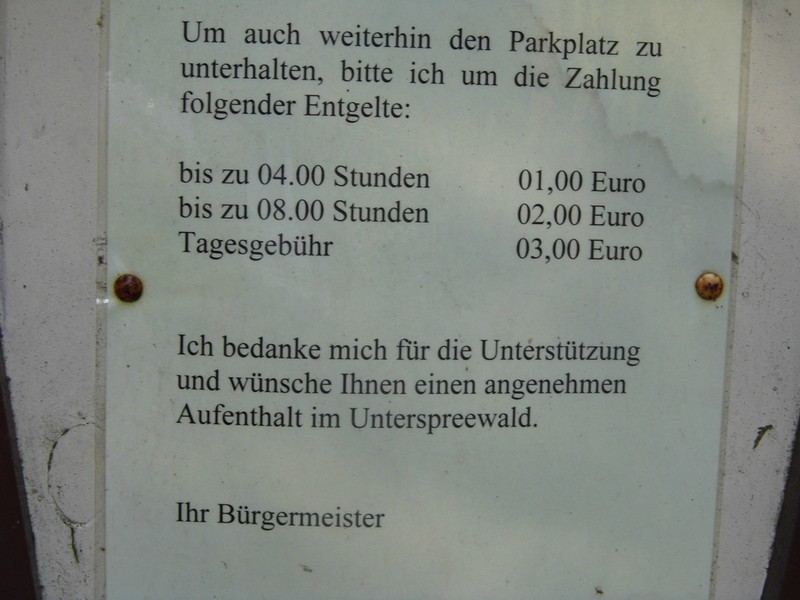 Um auch weiterhin den Parkplatz zu
unterhalten, bitte ich um die Zahlung
folgender Entgelte:
bis zu 04.00 Stunden 01,00 Euro
bis zu 08.00 Stunden 02,00 Euro
Tagesgebühr 03,00 Euro
Ich bedanke mich für die Unterstützung
und wünsche Ihnen einen angenehmen
Aufenthalt im Unterspreewald.
Ihr Bürgermeister